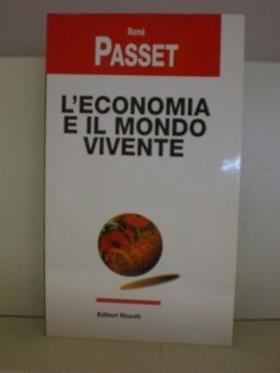 René
PASSET
L'ECONOMIA
E IL MONDO
VIVENTE
Editori Riuniti